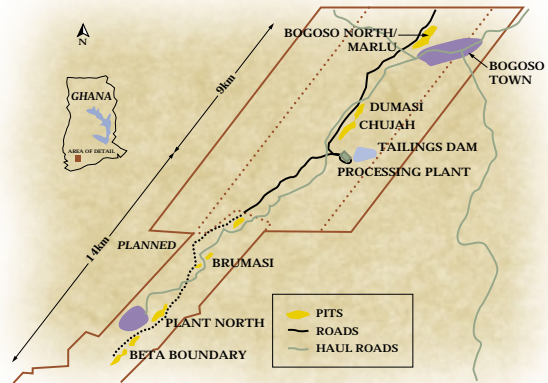 N
BOGOSO NORTH/
MARLU
BOGOSO
TOWN
9km
GHANA
AREA OF DETAIL
DUMASI
CHUJAH
TAILINGS DAM
PROCESSING PLANT
PLANNED
14km
BRUMASI
PLANT NORTH
BETA BOUNDARY
PITS
ROADS
HAUL ROADS